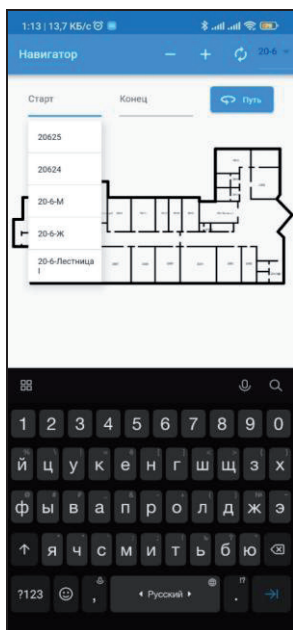 1:13 | 13,7 КБ/с
Навигатор
20-6
Старт
Конец
Путь
20625
20624
20-6-М
20-6-Ж
20-6-Лестница
I
1 2 3 4 5 6 7 8 9 0
й ц у к е н г ш щ з х
ф ы в а п р о л д ж э
я ч с м и т ь б ю
?123 , Русский .